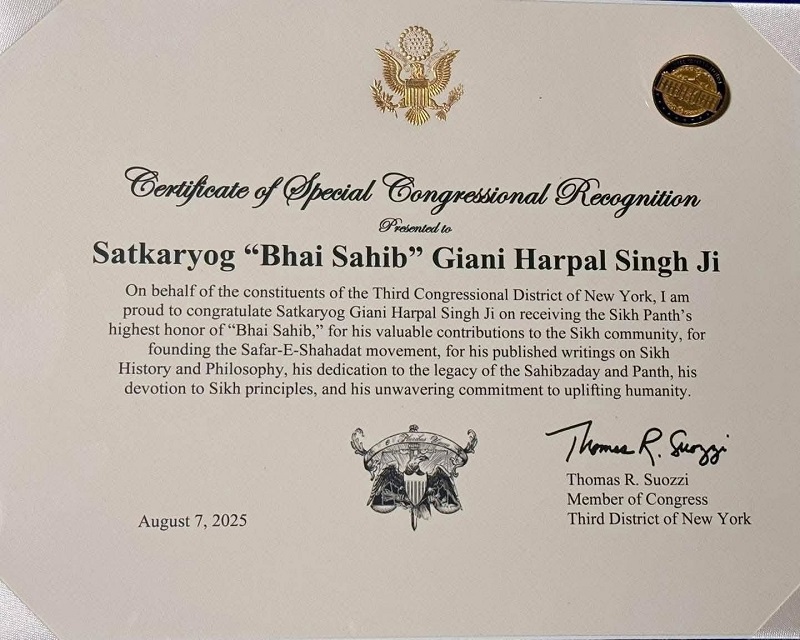 Certificate of Special Congressional Recognition
Presented to
Satkaryog “Bhai Sahib” Giani Harpal Singh Ji
On behalf of the constituents of the Third Congressional District of New York, I am
proud to congratulate Satkaryog Giani Harpal Singh Ji on receiving the Sikh Panth’s
highest honor of “Bhai Sahib,” for his valuable contributions to the Sikh community, for
founding the Safar-E-Shahadat movement, for his published writings on Sikh
History and Philosophy, his dedication to the legacy of the Sahibzaday and Panth, his
devotion to Sikh principles, and his unwavering commitment to uplifting humanity.
Thomas R. Suozzi
Thomas R. Suozzi
Member of Congress
Third District of New York
August 7, 2025